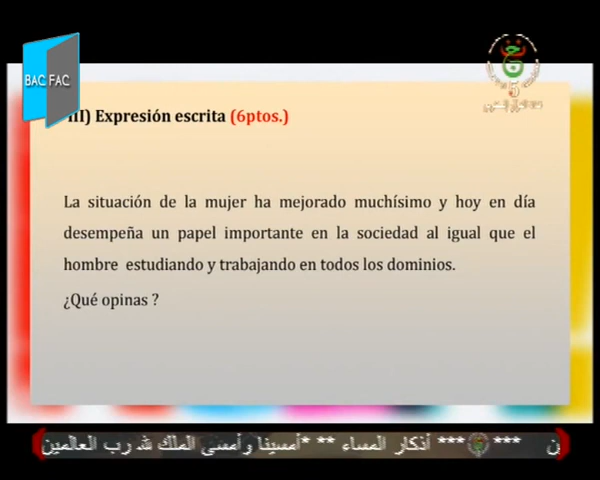 BAC FAC
III) Expresión escrita (6ptos.)
La situación de la mujer ha mejorado muchísimo y hoy en día
desempeña un papel importante en la sociedad al igual que el
hombre estudiando y trabajando en todos los dominios.
¿Qué opinas ?
ن *** *** أذكار المساء ** *أمسينا وأمسى الملك لله رب العالمين